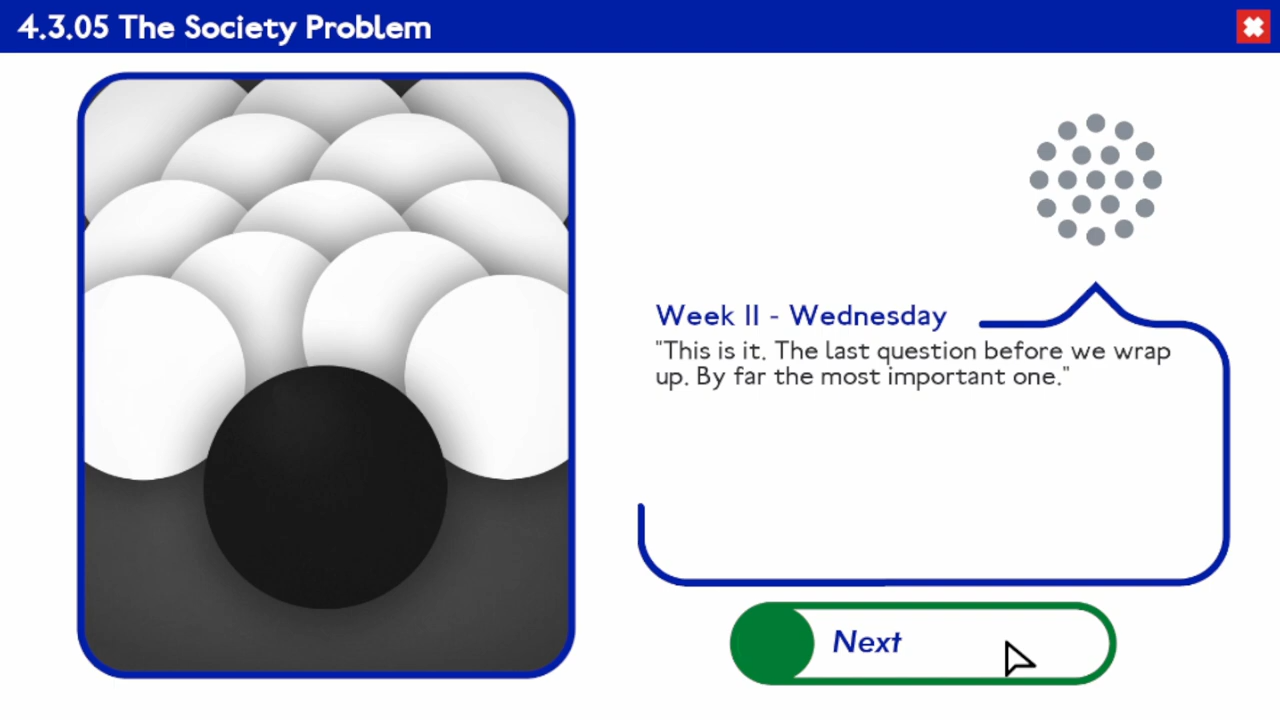 4.3.05 The Society Problem
Week II - Wednesday
"This is it. The last question before we wrap
up. By far the most important one."
Next